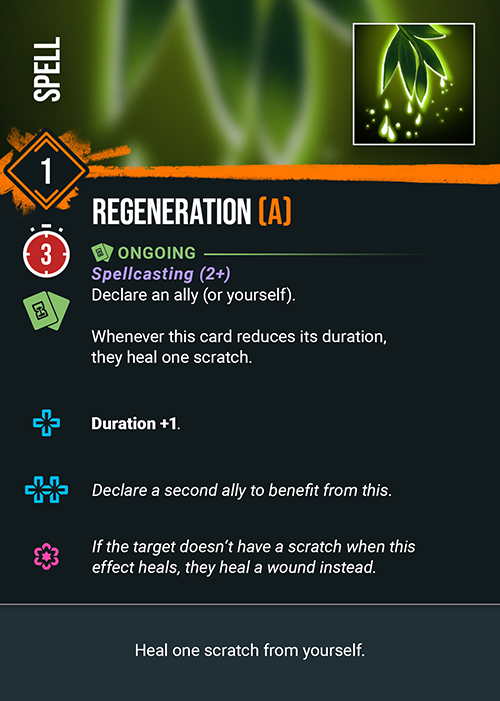 SPELL
1
REGENERATION (A)
3
ONGOING
Spellcasting (2+)
Declare an ally (or yourself).
Whenever this card reduces its duration,
they heal one scratch.
Duration +1.
Declare a second ally to benefit from this.
If the target doesn't have a scratch when this
effect heals, they heal a wound instead.
Heal one scratch from yourself.